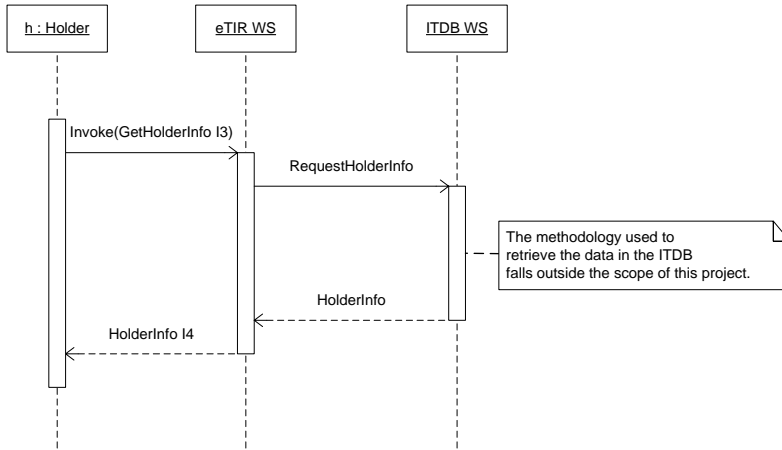 h : Holder
eTIR WS
ITDB WS
Invoke(GetHolderInfo I3)
RequestHolderInfo
The methodology used to
retrieve the data in the ITDB
falls outside the scope of this project.
HolderInfo
HolderInfo I4